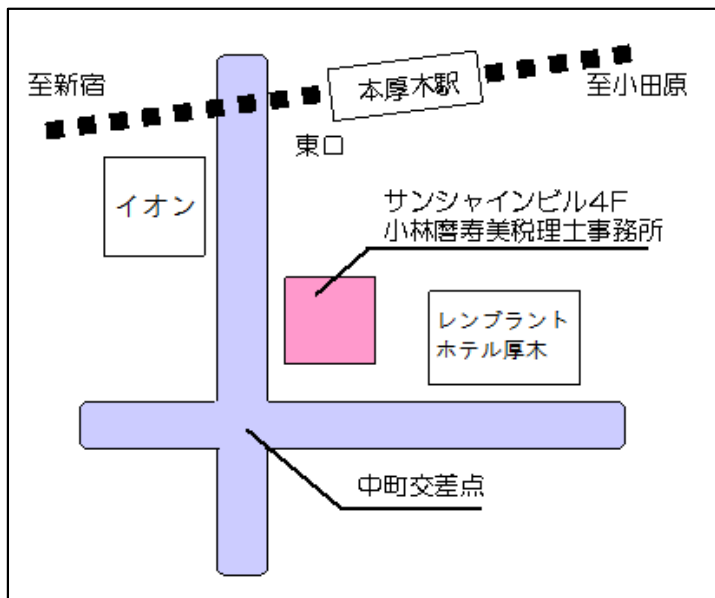 本厚木駅
至新宿
至小田原
東口
イオン
サンシャインビル4F
小林磨寿美税理士事務所
レンブラント
ホテル厚木
中町交差点